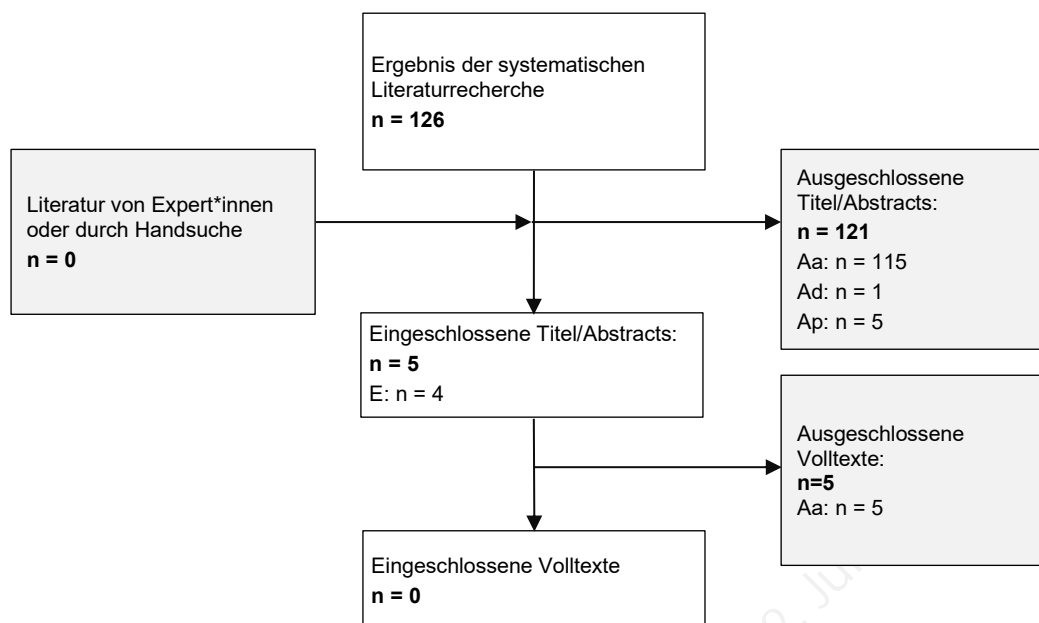 Ergebnis der systematischen
Literaturrecherche
n = 126
Literatur von Expert*innen
oder durch Handsuche
n = 0
Ausgeschlossene
Titel/Abstracts:
n = 121
Aa: n = 115
Ad: n = 1
Ap: n = 5
Eingeschlossene Titel/Abstracts:
n = 5
E: n = 4
Ausgeschlossene
Volltexte:
n=5
Aa: n = 5
Eingeschlossene Volltexte
n = 0